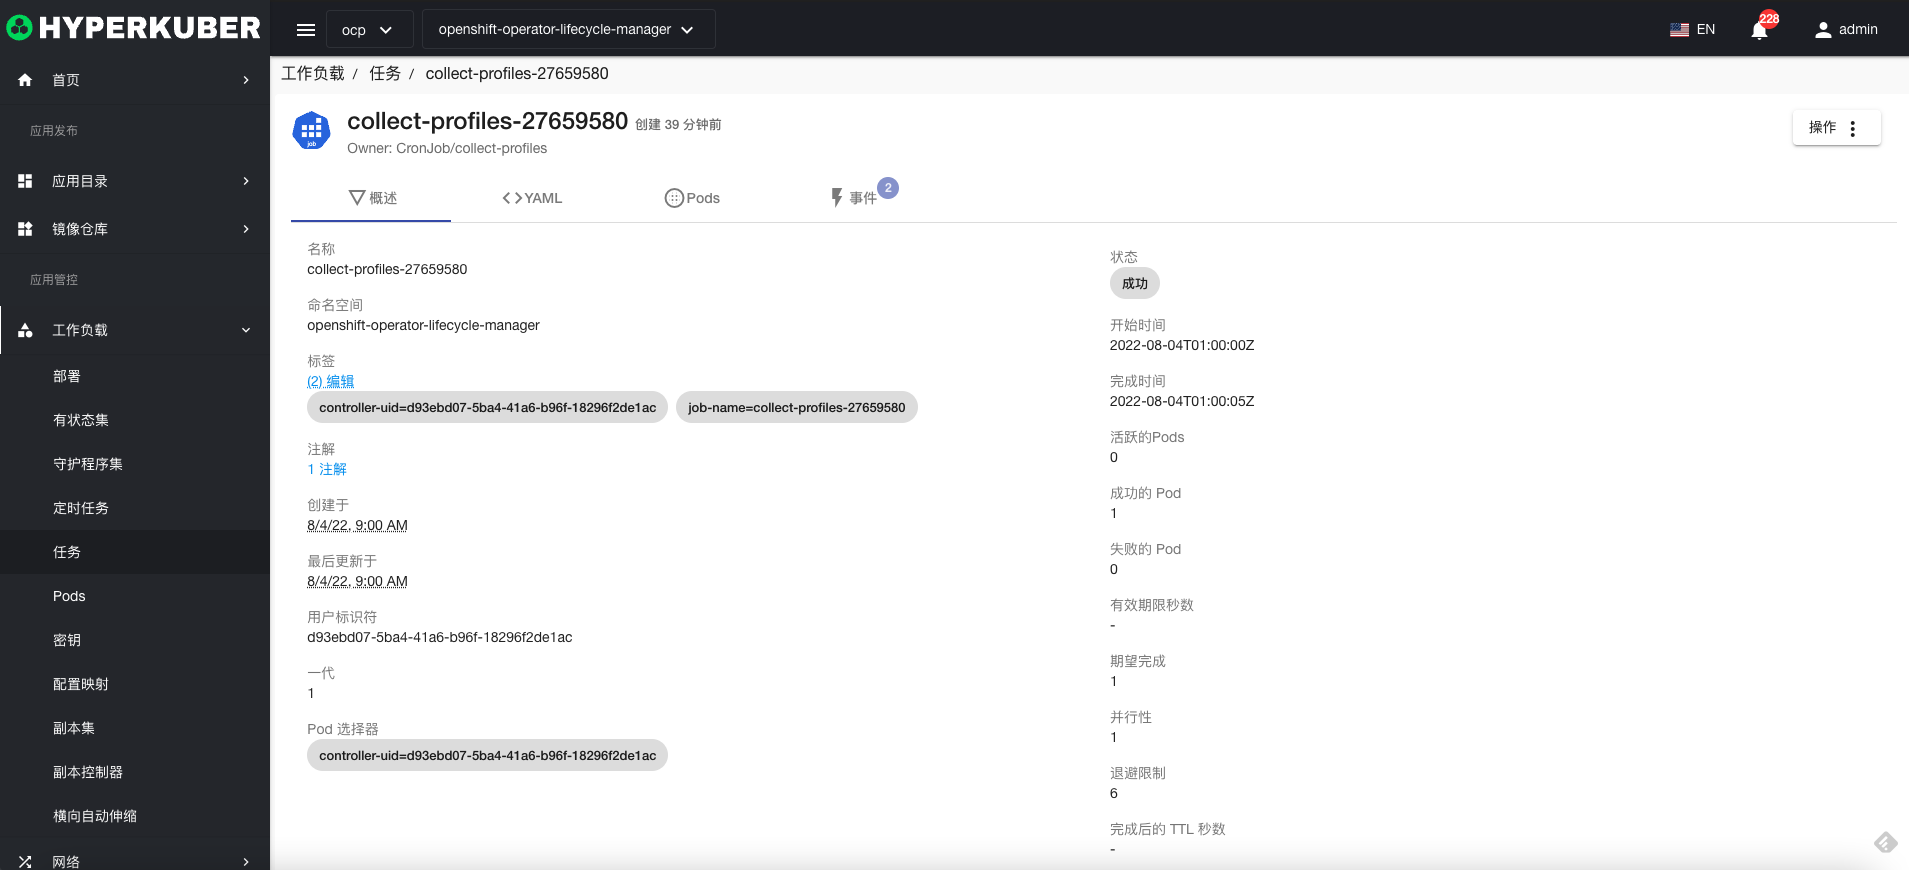 HYPERKUBER
ocp
openshift-operator-lifecycle-manager
EN
228
admin
首页
应用发布
应用目录
镜像仓库
应用管控
工作负载
部署
有状态集
守护程序集
定时任务
任务
Pods
密钥
配置映射
副本集
副本控制器
横向自动伸缩
网络
工作负载 / 任务 / collect-profiles-27659580
collect-profiles-27659580 创建 39 分钟前
Owner: CronJob/collect-profiles
job
操作
概述
YAML
Pods
事件
2
名称
collect-profiles-27659580
命名空间
openshift-operator-lifecycle-manager
标签
(2) 编辑
controller-uid=d93ebd07-5ba4-41a6-b96f-18296f2de1ac
job-name=collect-profiles-27659580
注解
1 注解
创建于
8/4/22, 9:00 AM
最后更新于
8/4/22, 9:00 AM
用户标识符
d93ebd07-5ba4-41a6-b96f-18296f2de1ac
一代
1
Pod 选择器
controller-uid=d93ebd07-5ba4-41a6-b96f-18296f2de1ac
状态
成功
开始时间
2022-08-04T01:00:00Z
完成时间
2022-08-04T01:00:05Z
活跃的Pods
0
成功的 Pod
1
失败的 Pod
0
有效期限秒数
-
期望完成
1
并行性
1
退避限制
6
完成后的 TTL 秒数
-